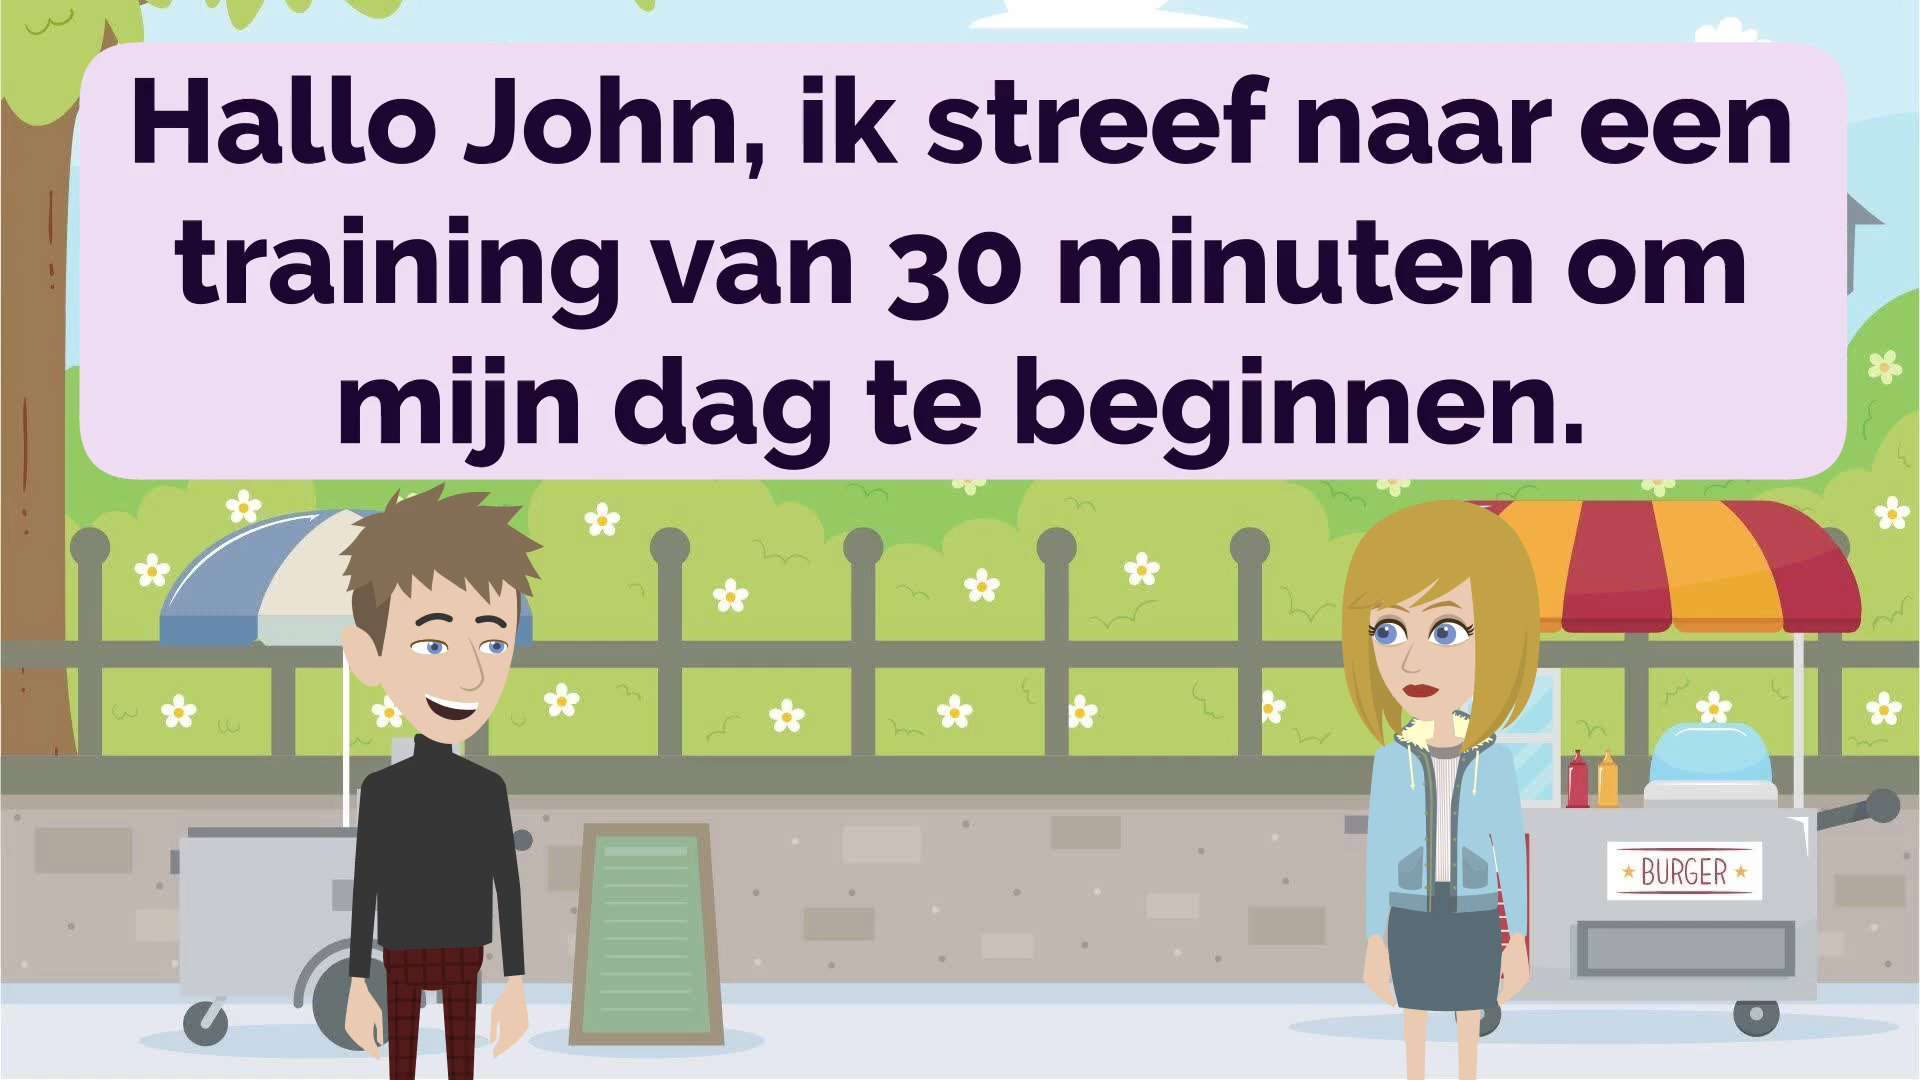 Hallo John, ik streef naar een
training van 30 minuten om
mijn dag te beginnen.
BURGER